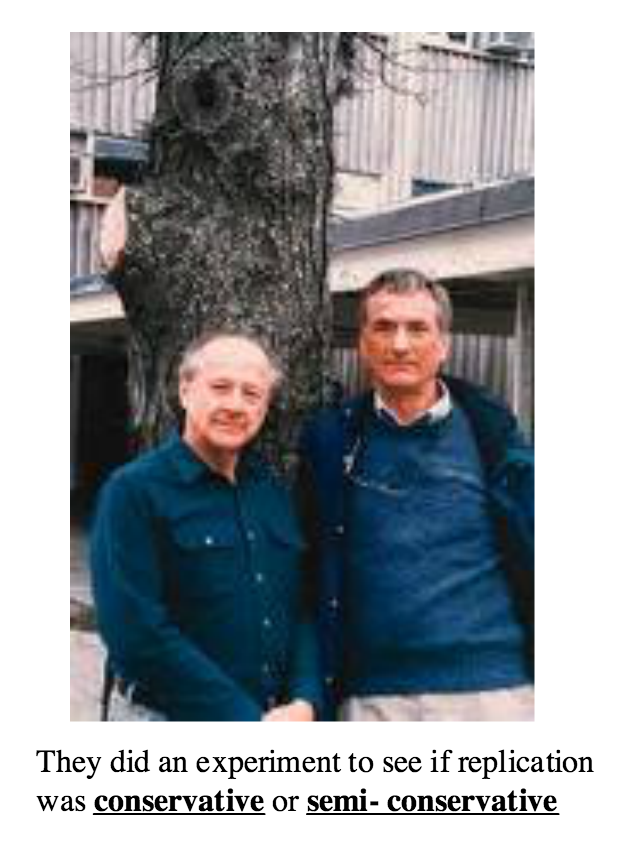 They did an experiment to see if replication
was conservative or semi- conservative